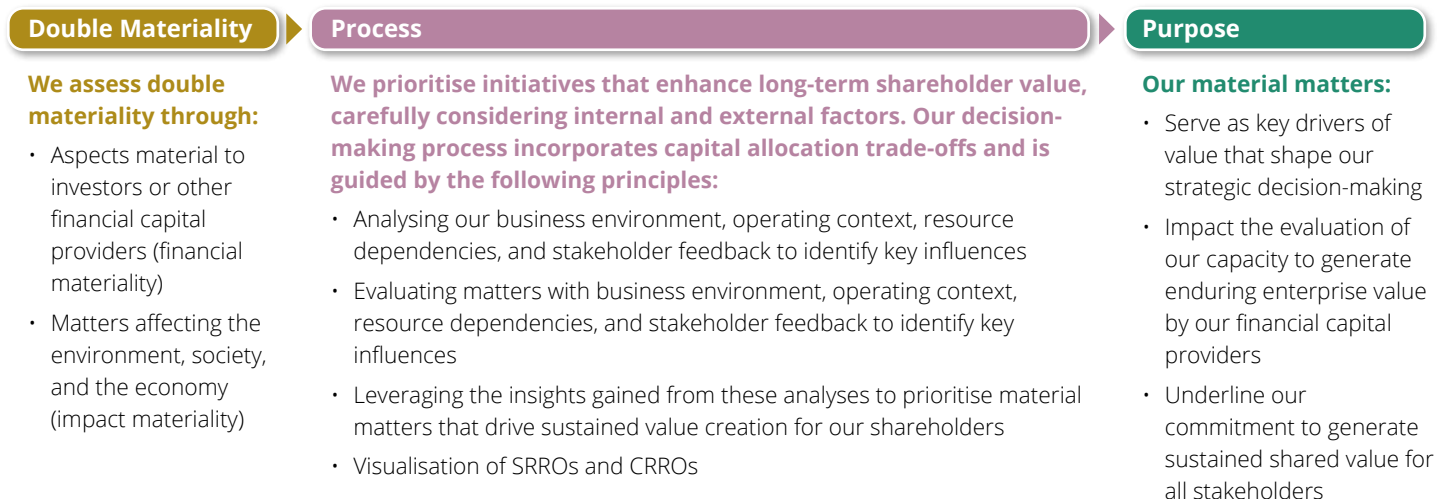 Double Materiality
We assess double
materiality through:
• Aspects material to
investors or other
financial capital
providers (financial
materiality)
• Matters affecting the
environment, society,
and the economy
(impact materiality)
Process
We prioritise initiatives that enhance long-term shareholder value,
carefully considering internal and external factors. Our decision-
making process incorporates capital allocation trade-offs and is
guided by the following principles:
• Analysing our business environment, operating context, resource
dependencies, and stakeholder feedback to identify key influences
• Evaluating matters with business environment, operating context,
resource dependencies, and stakeholder feedback to identify key
influences
• Leveraging the insights gained from these analyses to prioritise material
matters that drive sustained value creation for our shareholders
• Visualisation of SRROs and CRROs
Purpose
Our material matters:
• Serve as key drivers of
value that shape our
strategic decision-making
• Impact the evaluation of
our capacity to generate
enduring enterprise value
by our financial capital
providers
• Underline our
commitment to generate
sustained shared value for
all stakeholders